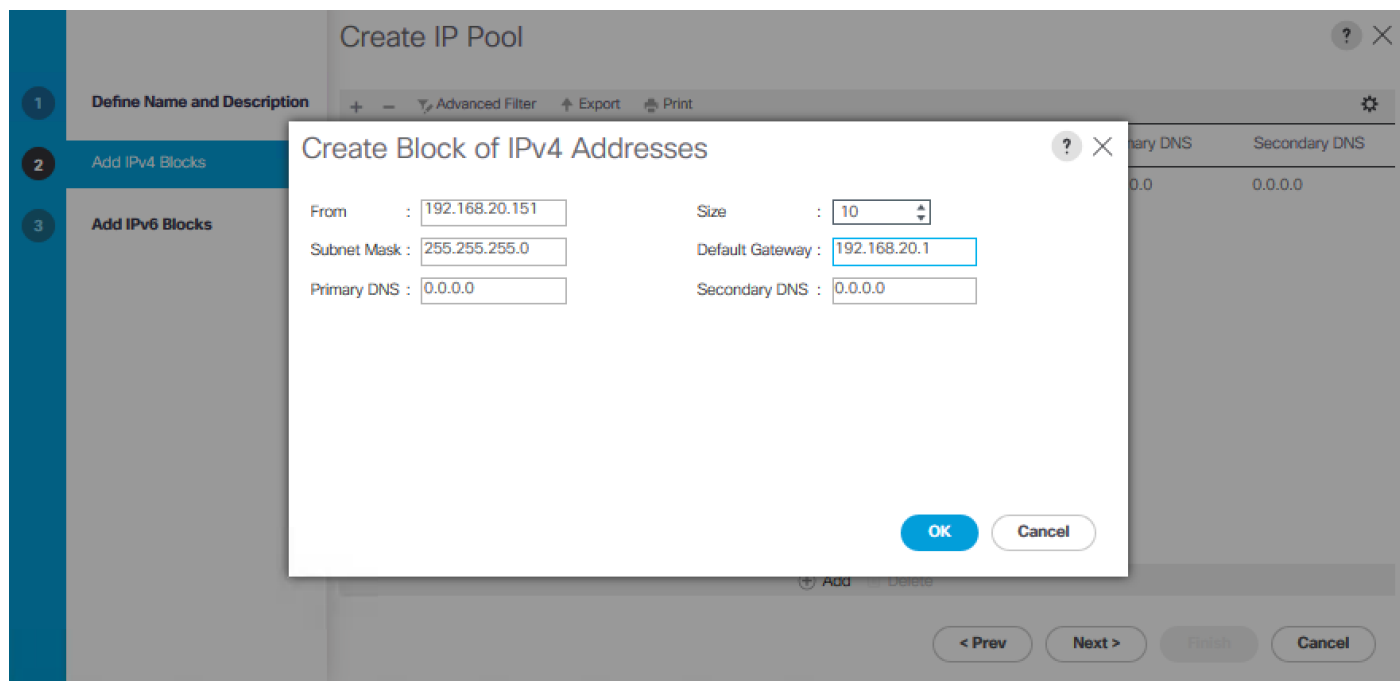 Create IP Pool
?
1 Define Name and Description
+ − Advanced Filter Export Print
Create Block of IPv4 Addresses
?
DNS Secondary DNS
2 Add IPv4 Blocks
0.0.0.0
From : 192.168.20.151 Size : 10
3 Add IPv6 Blocks
Subnet Mask : 255.255.255.0 Default Gateway : 192.168.20.1
Primary DNS : 0.0.0.0 Secondary DNS : 0.0.0.0
OK Cancel
Add Delete
< Prev Next > Finish Cancel